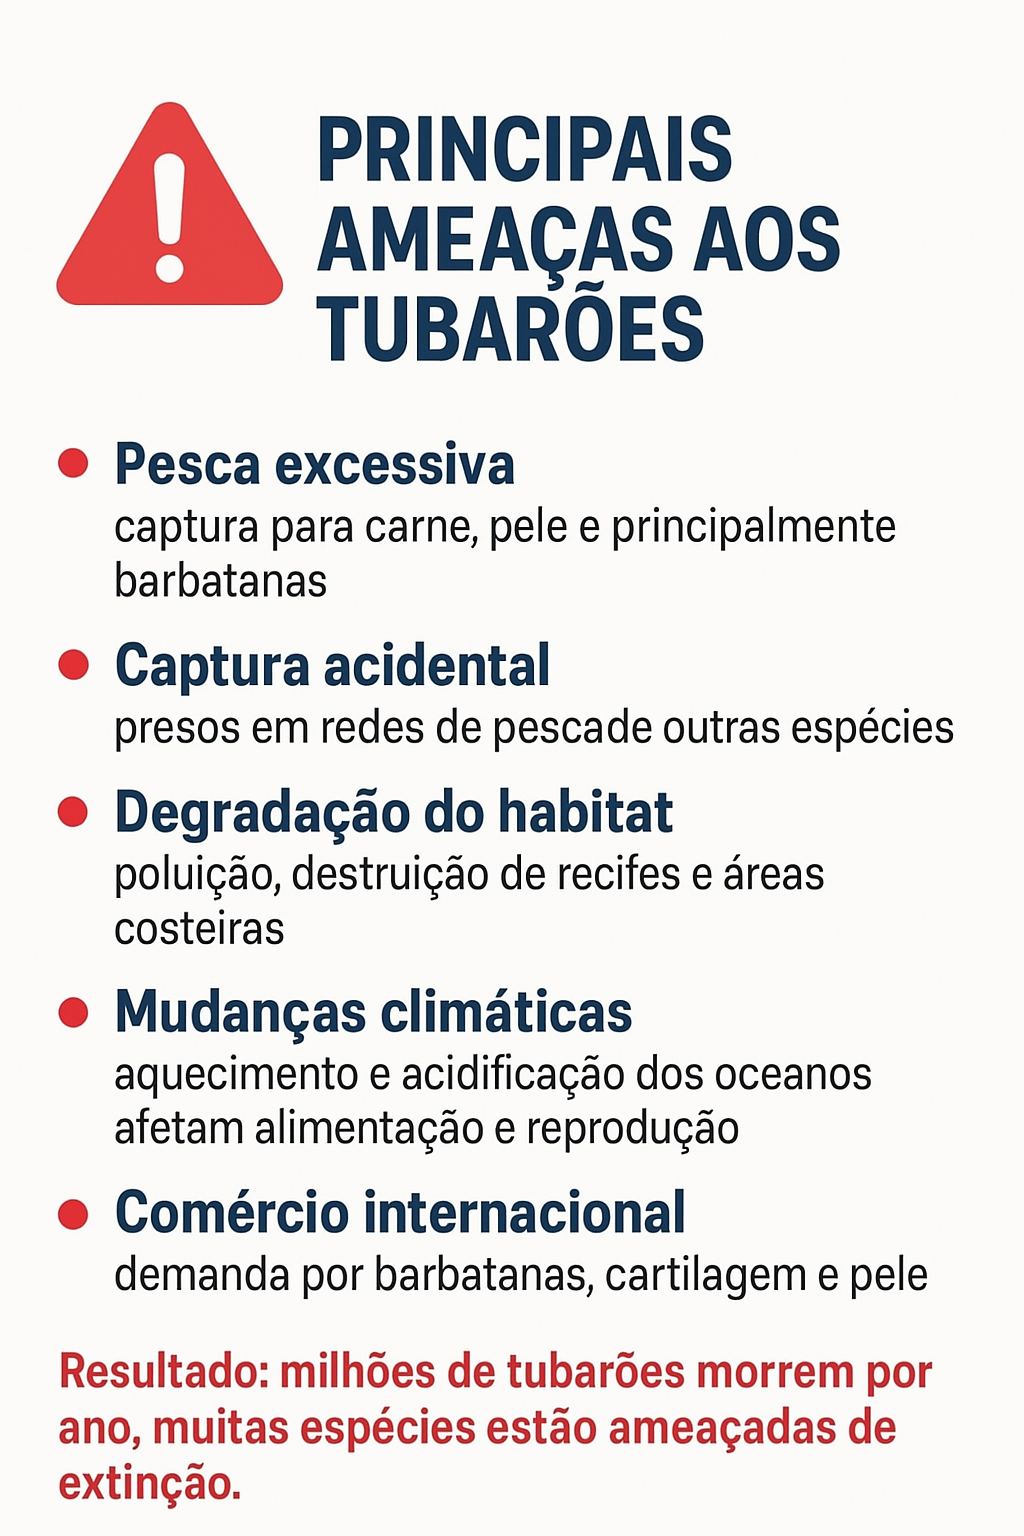 PRINCIPAIS
AMEAÇAS AOS
TUBARÕES
Pesca excessiva
captura para carne, pele e principalmente
barbatanas
Captura acidental
presos em redes de pescade outras espécies
Degradação do habitat
poluição, destruição de recifes e áreas
costeiras
Mudanças climáticas
aquecimento e acidificação dos oceanos
afetam alimentação e reprodução
Comércio internacional
demanda por barbatanas, cartilagem e pele
Resultado: milhões de tubarões morrem por
ano, muitas espécies estão ameaçadas de
extinção.